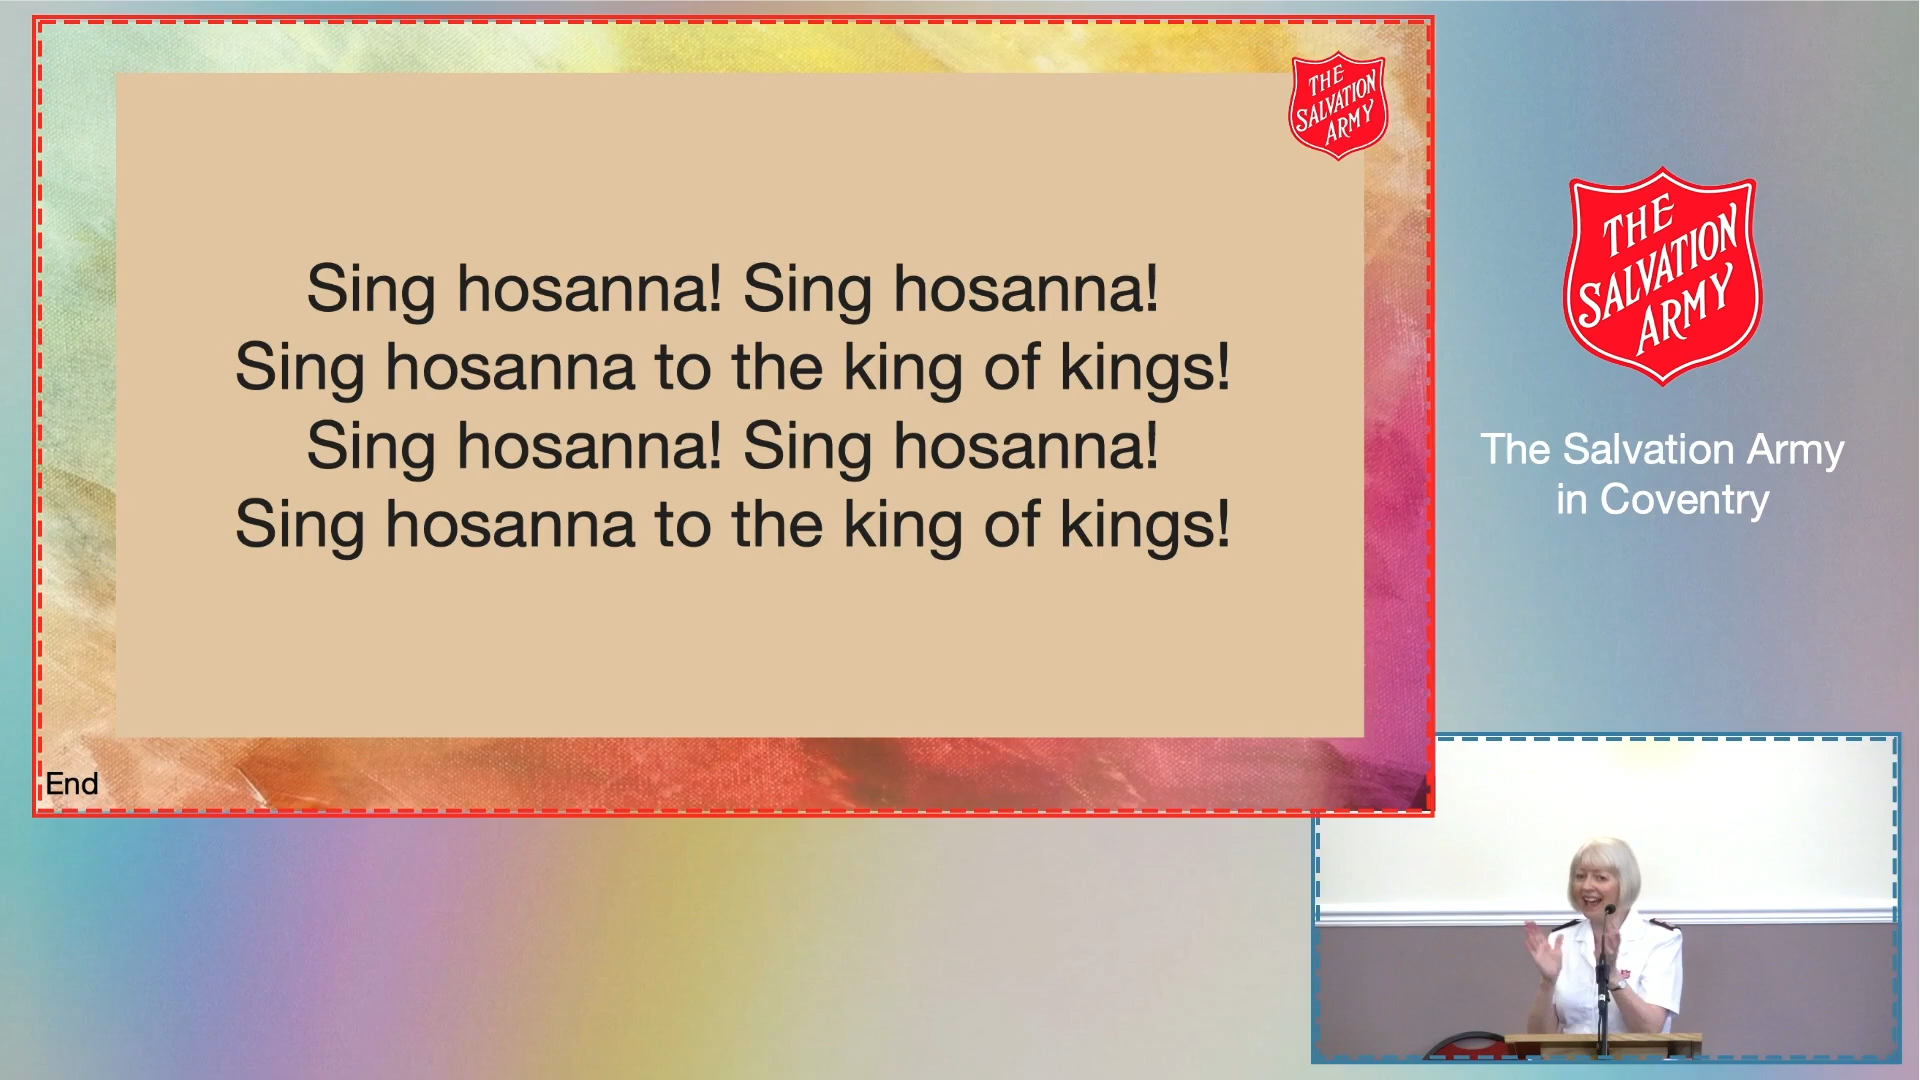 THE
SALVATION
ARMY
Sing hosanna! Sing hosanna!
Sing hosanna to the king of kings!
Sing hosanna! Sing hosanna!
Sing hosanna to the king of kings!
End
THE
SALVATION
ARMY
The Salvation Army
in Coventry